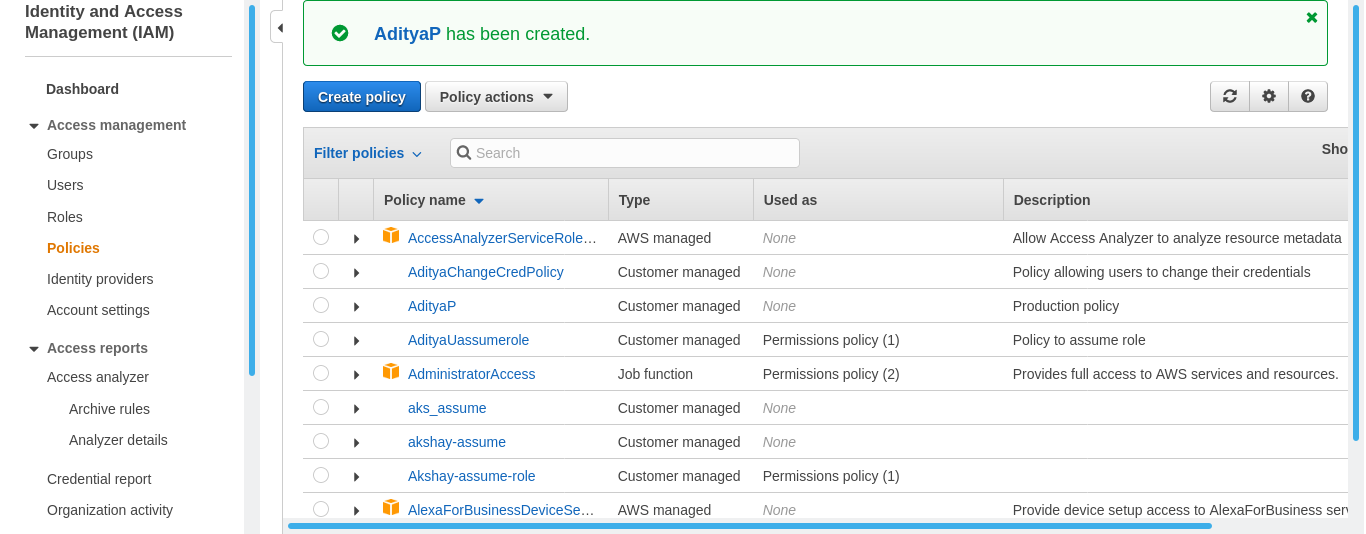 Identity and Access
Management (IAM)
Dashboard
Access management
Groups
Users
Roles
Policies
Identity providers
Account settings
Access reports
Access analyzer
Archive rules
Analyzer details
Credential report
Organization activity
AdityaP has been created.
Create policy Policy actions
Filter policies Search Sho
Policy name Type Used as Description
AccessAnalyzerServiceRole… AWS managed None Allow Access Analyzer to analyze resource metadata
AdityaChangeCredPolicy Customer managed None Policy allowing users to change their credentials
AdityaP Customer managed None Production policy
AdityaUassumerole Customer managed Permissions policy (1) Policy to assume role
AdministratorAccess Job function Permissions policy (2) Provides full access to AWS services and resources.
aks_assume Customer managed None
akshay-assume Customer managed None
Akshay-assume-role Customer managed Permissions policy (1)
AlexaForBusinessDeviceSe… AWS managed None Provide device setup access to AlexaForBusiness serv